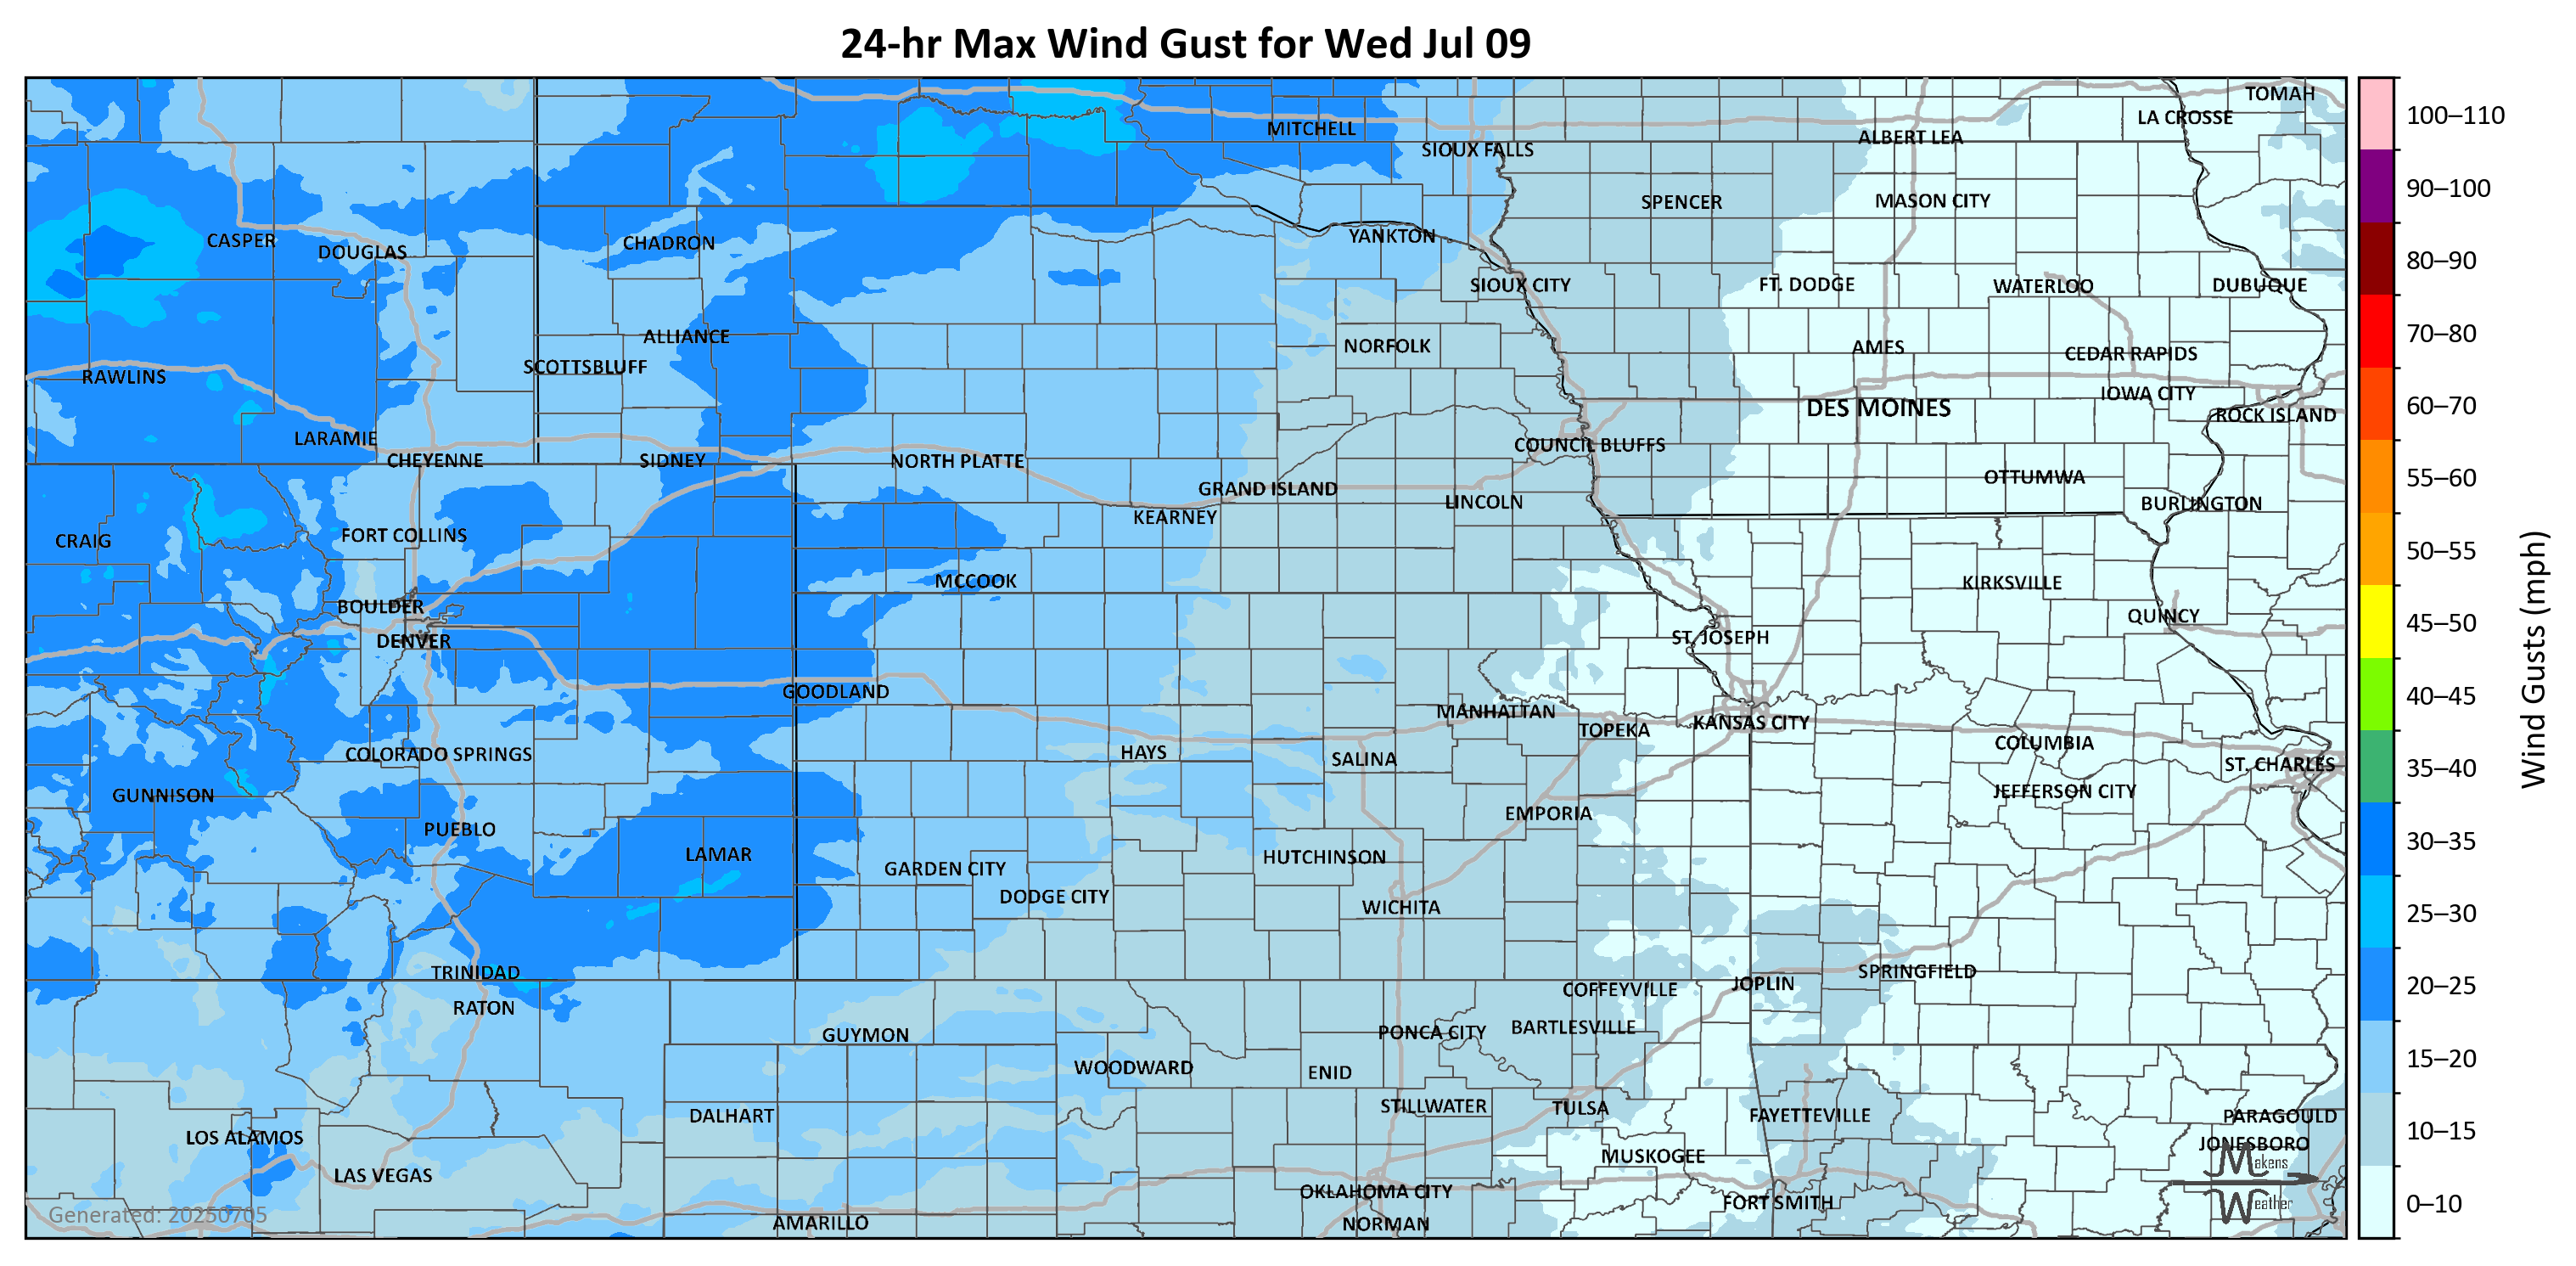 24-hr Max Wind Gust for Wed Jul 09
TOMAH
LA CROSSE
MITCHELL
ALBERT LEA
SIOUX FALLS
SPENCER
MASON CITY
CASPER
DOUGLAS
CHADRON
YANKTON
SIOUX CITY
FT. DODGE
WATERLOO
DUBUQUE
ALLIANCE
NORFOLK
AMES
CEDAR RAPIDS
SCOTTSBLUFF
RAWLINS
IOWA CITY
DES MOINES
ROCK ISLAND
LARAMIE
COUNCIL BLUFFS
CHEYENNE
SIDNEY
NORTH PLATTE
OTTUMWA
GRAND ISLAND
LINCOLN
BURLINGTON
KEARNEY
CRAIG
FORT COLLINS
MCCOOK
KIRKSVILLE
BOULDER
QUINCY
DENVER
ST. JOSEPH
GOODLAND
MANHATTAN
TOPEKA
KANSAS CITY
COLUMBIA
COLORADO SPRINGS
HAYS
SALINA
ST. CHARLES
GUNNISON
JEFFERSON CITY
EMPORIA
PUEBLO
LAMAR
HUTCHINSON
GARDEN CITY
DODGE CITY
WICHITA
TRINIDAD
SPRINGFIELD
JOPLIN
COFFEYVILLE
RATON
GUYMON
PONCA CITY
BARTLESVILLE
WOODWARD
ENID
DALHART
STILLWATER
TULSA
FAYETTEVILLE
PARAGOULD
LOS ALAMOS
JONESBORO
LAS VEGAS
MUSKOGEE
OKLAHOMA CITY
FORT SMITH
AMARILLO
NORMAN
Generated: 20250705
Makens
Weather
100–110
90–100
80–90
70–80
60–70
55–60
50–55
45–50
40–45
35–40
30–35
25–30
20–25
15–20
10–15
0–10
Wind Gusts (mph)